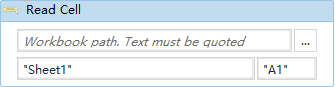 Read Cell
Workbook path. Text must be quoted ...
"Sheet1" "A1"